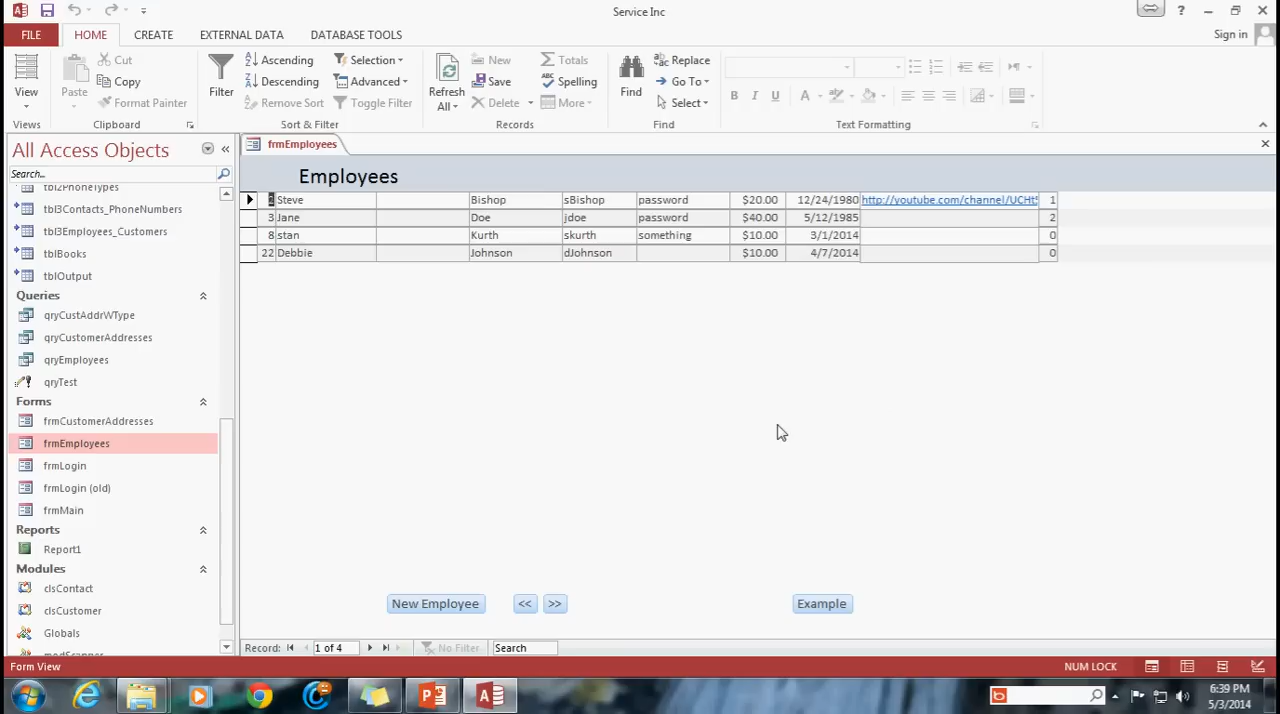 Service Inc
? Sign in
FILE HOME CREATE EXTERNAL DATA DATABASE TOOLS
View
Views
Paste
Cut
Copy
Format Painter
Clipboard
Filter
Ascending
Descending
Remove Sort
Selection
Advanced
Toggle Filter
Sort & Filter
Refresh All
New
Save
Delete
Totals
Spelling
More
Records
Find
Replace
Go To
Select
Find
B I U A
Text Formatting
All Access Objects
Search...
tbl2PhoneTypes
tbl3Contacts_PhoneNumbers
tbl3Employees_Customers
tblBooks
tblOutput
Queries
qryCustAddrWType
qryCustomerAddresses
qryEmployees
qryTest
Forms
frmCustomerAddresses
frmEmployees
frmLogin
frmLogin (old)
frmMain
Reports
Report1
Modules
clsContact
clsCustomer
Globals
frmEmployees
Employees
Steve Bishop sBishop password $20.00 12/24/1980 http://youtube.com/channel/UCHt 1
3 Jane Doe jdoe password $40.00 5/12/1985 2
8 stan Kurth skurth something $10.00 3/1/2014 0
22 Debbie Johnson dJohnson $10.00 4/7/2014 0
New Employee << >> Example
Record: 1 of 4 No Filter Search
Form View NUM LOCK
6:39 PM
5/3/2014